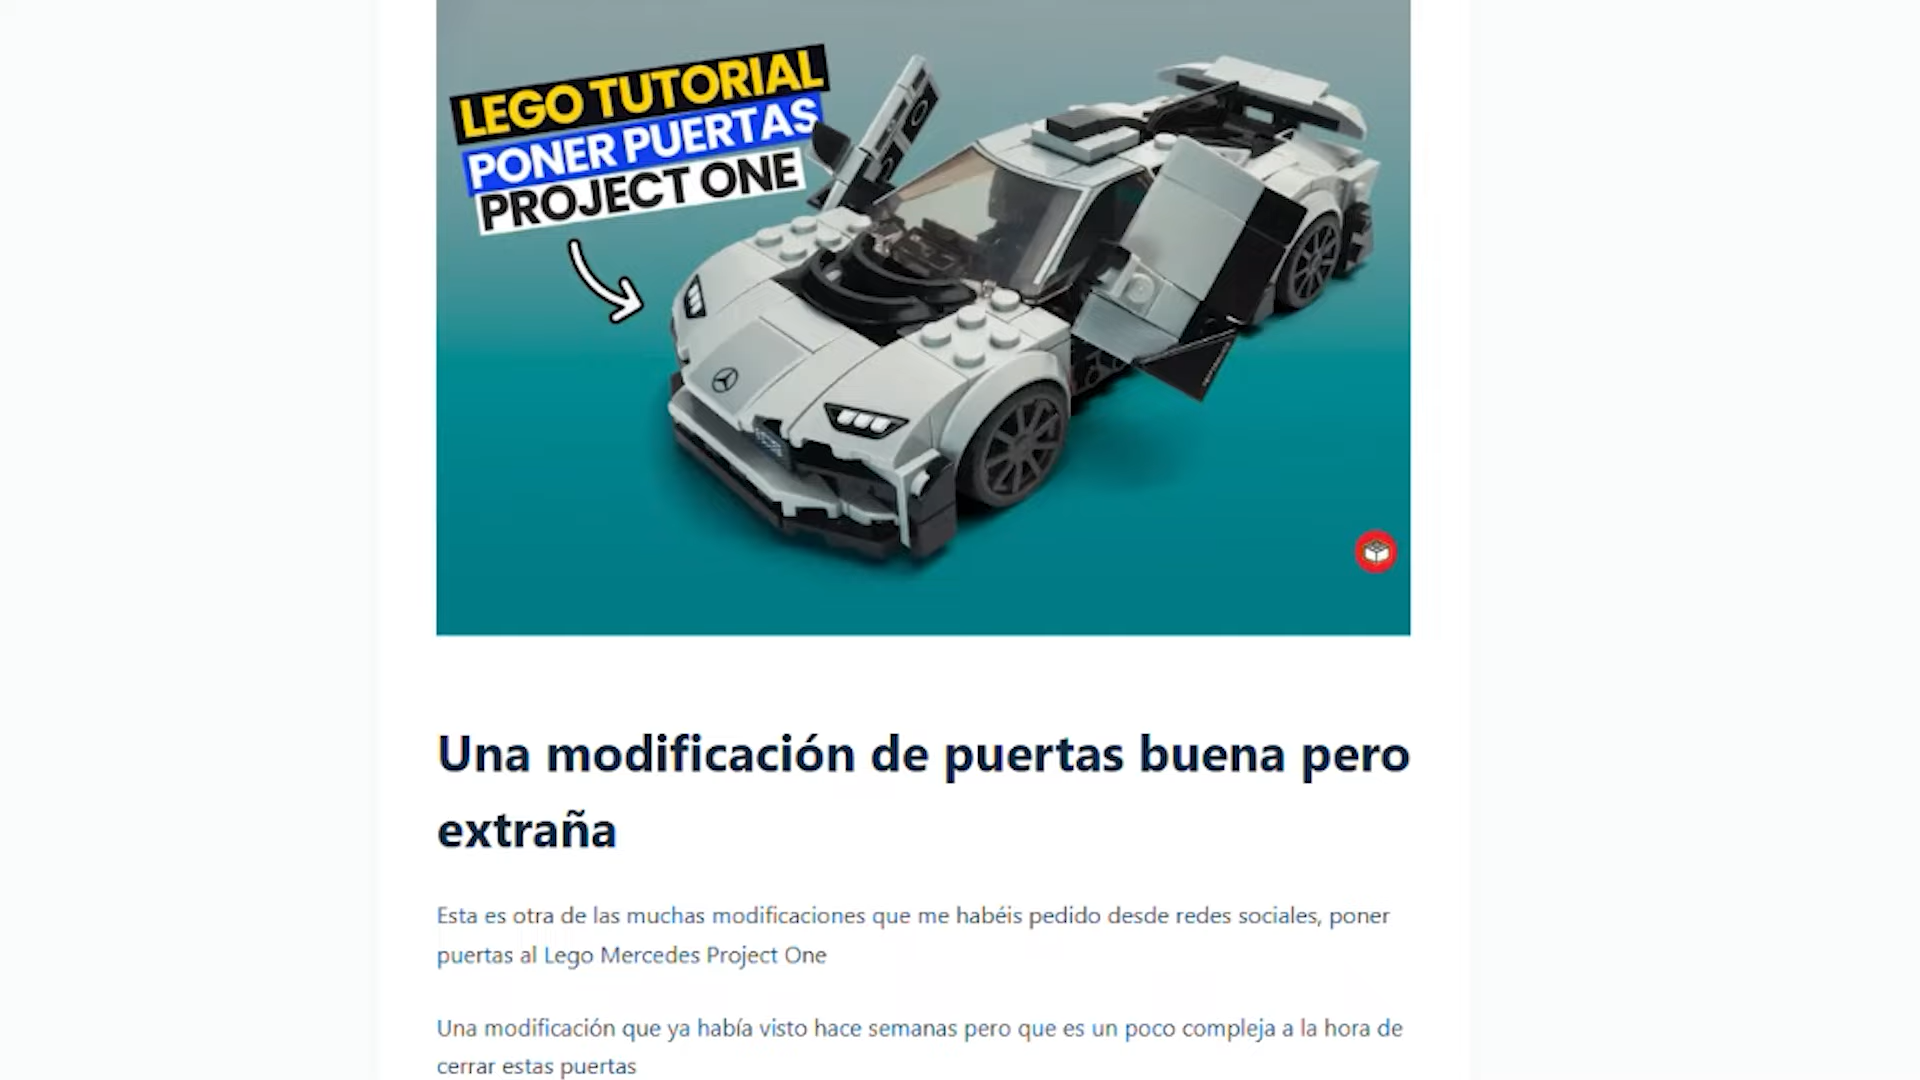 LEGO TUTORIAL
PONER PUERTAS
PROJECT ONE
Una modificación de puertas buena pero
extraña
Esta es otra de las muchas modificaciones que me habéis pedido desde redes sociales, poner
puertas al Lego Mercedes Project One
Una modificación que ya había visto hace semanas pero que es un poco compleja a la hora de
cerrar estas puertas